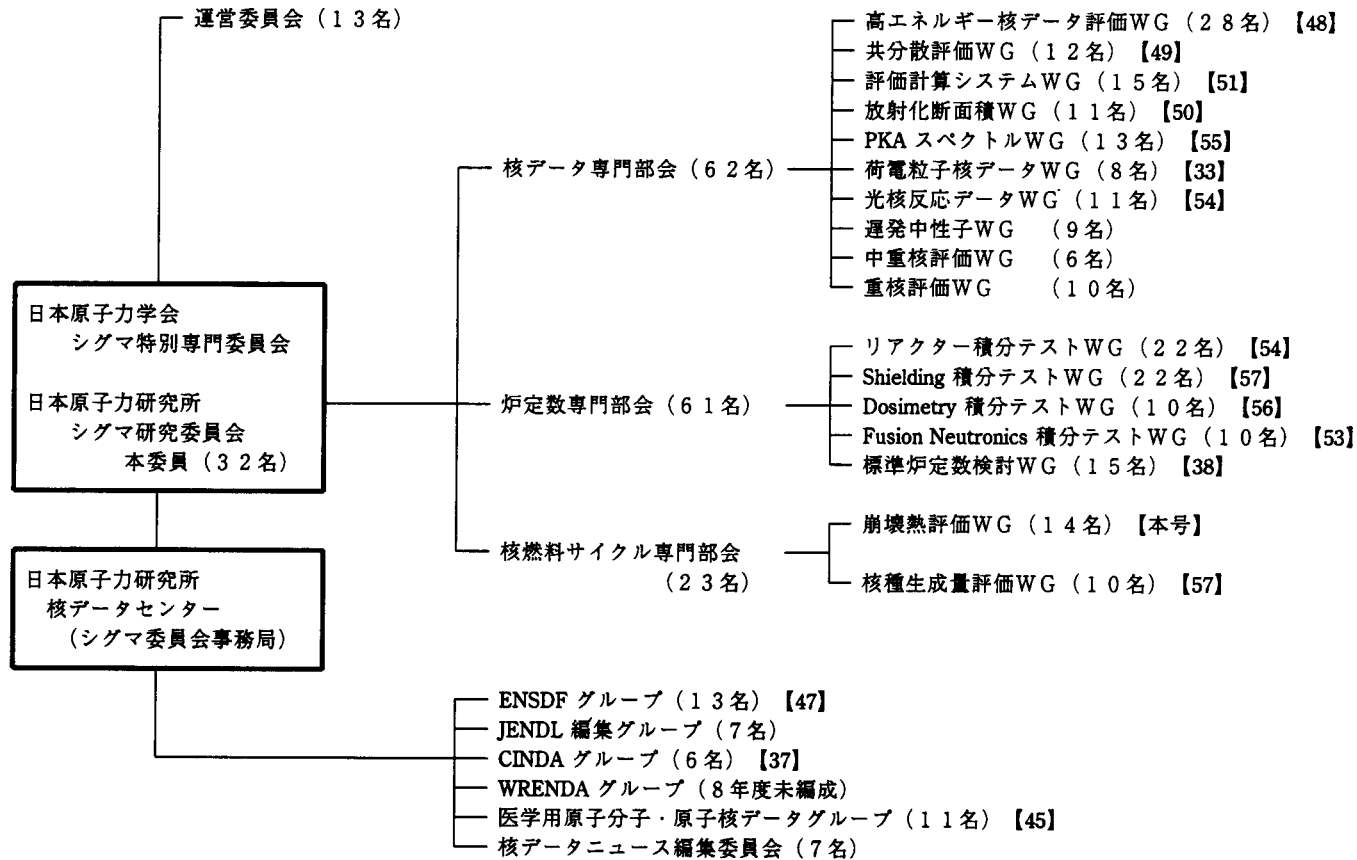 運営委員会（１３名）
高エネルギー核データ評価ＷＧ（２８名）【48】
共分散評価ＷＧ（１２名）【49】
評価計算システムＷＧ（１５名）【51】
放射化断面積ＷＧ（１１名）【50】
PKA スペクトルＷＧ（１３名）【55】
核データ専門部会（６２名）
荷電粒子核データＷＧ（８名）【33】
光核反応データＷＧ（１１名）【54】
遅発中性子ＷＧ　（９名）
中重核評価ＷＧ　（６名）
重核評価ＷＧ　（１０名）
日本原子力学会
シグマ特別専門委員会
日本原子力研究所
シグマ研究委員会
本委員（３２名）
リアクター積分テストＷＧ（２２名）【54】
Shielding 積分テストＷＧ（２２名）【57】
炉定数専門部会（６１名）
Dosimetry 積分テストＷＧ（１０名）【56】
Fusion Neutronics 積分テストＷＧ（１０名）【53】
標準炉定数検討ＷＧ（１５名）【38】
崩壊熱評価ＷＧ（１４名）【本号】
核燃料サイクル専門部会
（２３名）
核種生成量評価ＷＧ（１０名）【57】
日本原子力研究所
核データセンター
（シグマ委員会事務局）
ENSDF グループ（１３名）【47】
JENDL 編集グループ（７名）
CINDA グループ（６名）【37】
WRENDA グループ（８年度未編成）
医学用原子分子・原子核データグループ（１１名）【45】
核データニュース編集委員会（７名）